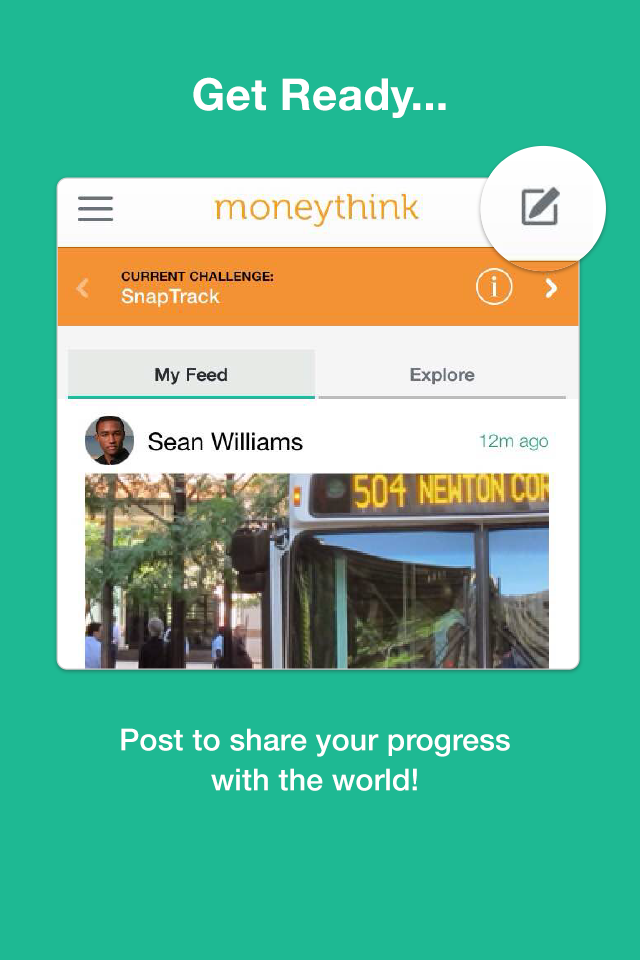 Get Ready...
moneythink
CURRENT CHALLENGE:
SnapTrack
My Feed
Explore
Sean Williams
12m ago
504 NEWTON COR
Post to share your progress
with the world!